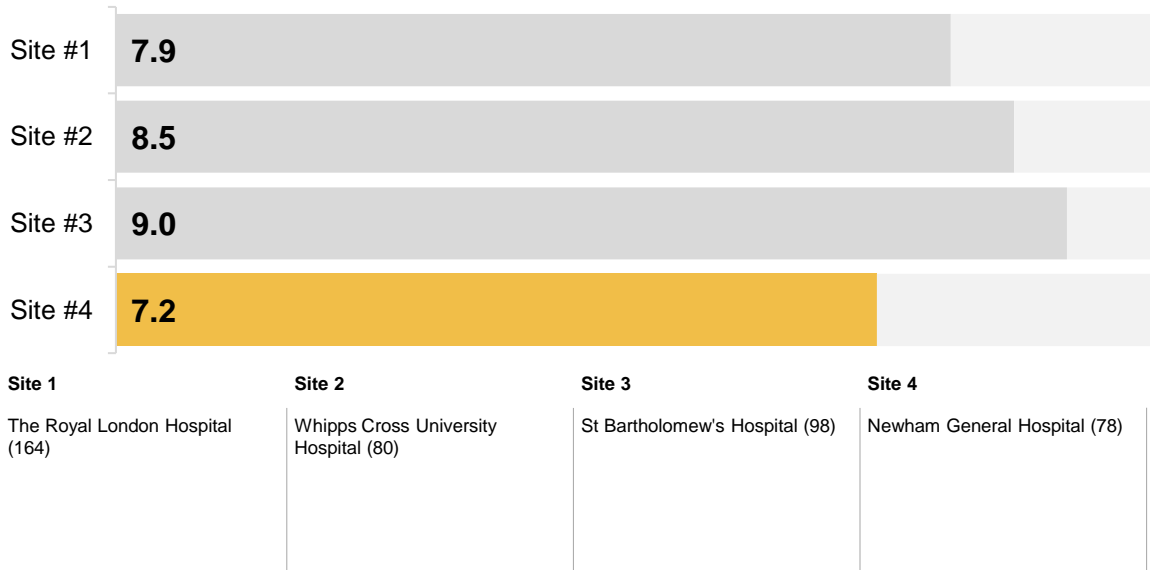 Site #1 7.9
Site #2 8.5
Site #3 9.0
Site #4 7.2
Site 1 Site 2 Site 3 Site 4
The Royal London Hospital
(164)
Whipps Cross University
Hospital (80)
St Bartholomew's Hospital (98)
Newham General Hospital (78)